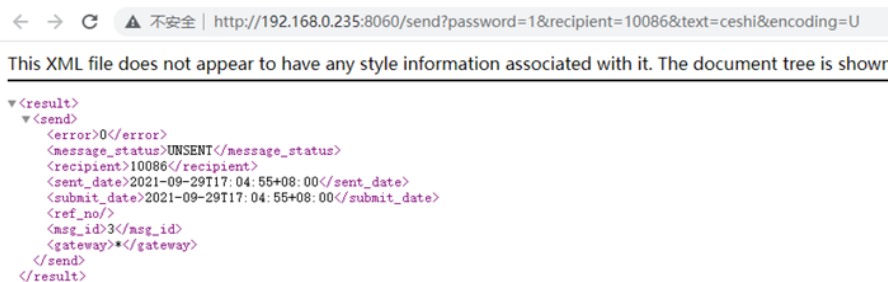 不安全 | http://192.168.0.235:8060/send?password=1&recipient=10086&text=ceshi&encoding=U
This XML file does not appear to have any style information associated with it. The document tree is shown
▼<result>
▼<send>
<error>0</error>
<message_status>UNSENT</message_status>
<recipient>10086</recipient>
<sent_date>2021-09-29T17:04:55+08:00</sent_date>
<submit_date>2021-09-29T17:04:55+08:00</submit_date>
<ref_no/>
<msg_id>3</msg_id>
<gateway>*</gateway>
</send>
</result>